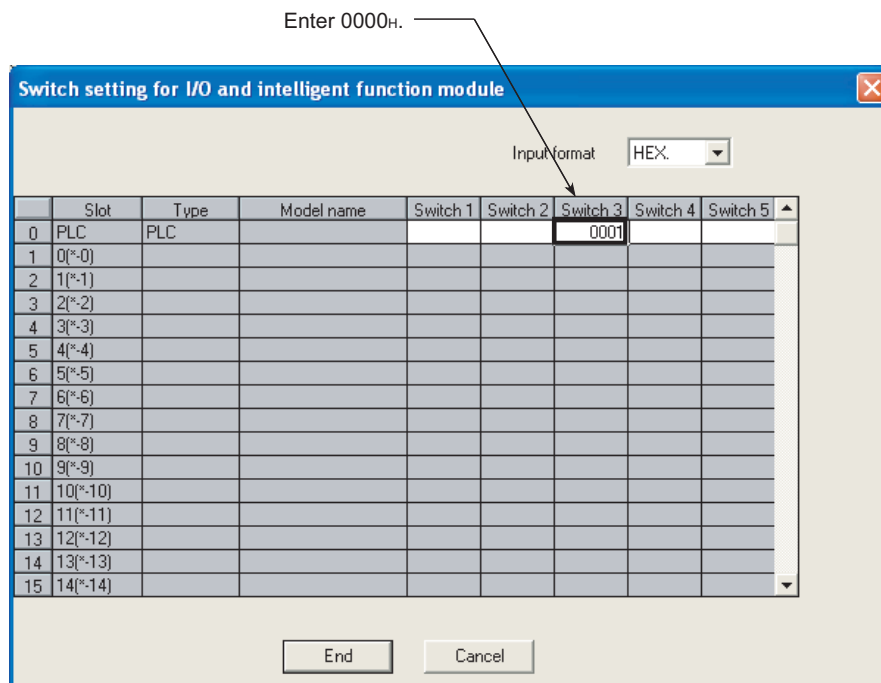 Enter 0000H.
Switch setting for I/O and intelligent function module
Input format HEX.
Slot Type Model name Switch 1 Switch 2 Switch 3 Switch 4 Switch 5
0 PLC PLC 0001
1 0(*-0)
2 1(*-1)
3 2(*-2)
4 3(*-3)
5 4(*-4)
6 5(*-5)
7 6(*-6)
8 7(*-7)
9 8(*-8)
10 9(*-9)
11 10(*-10)
12 11(*-11)
13 12(*-12)
14 13(*-13)
15 14(*-14)
End Cancel